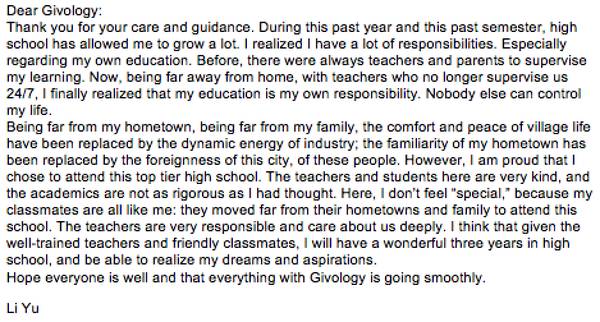 Dear Givology:
Thank you for your care and guidance. During this past year and this past semester, high
school has allowed me to grow a lot. I realized I have a lot of responsibilities. Especially
regarding my own education. Before, there were always teachers and parents to supervise
my learning. Now, being far away from home, with teachers who no longer supervise us
24/7, I finally realized that my education is my own responsibility. Nobody else can control
my life.
Being far from my hometown, being far from my family, the comfort and peace of village life
have been replaced by the dynamic energy of industry; the familiarity of my hometown has
been replaced by the foreignness of this city, of these people. However, I am proud that I
chose to attend this top tier high school. The teachers and students here are very kind, and
the academics are not as rigorous as I had thought. Here, I don't feel “special,” because my
classmates are all like me: they moved far from their hometowns and family to attend this
school. The teachers are very responsible and care about us deeply. I think that given the
well-trained teachers and friendly classmates, I will have a wonderful three years in high
school, and be able to realize my dreams and aspirations.
Hope everyone is well and that everything with Givology is going smoothly.
Li Yu